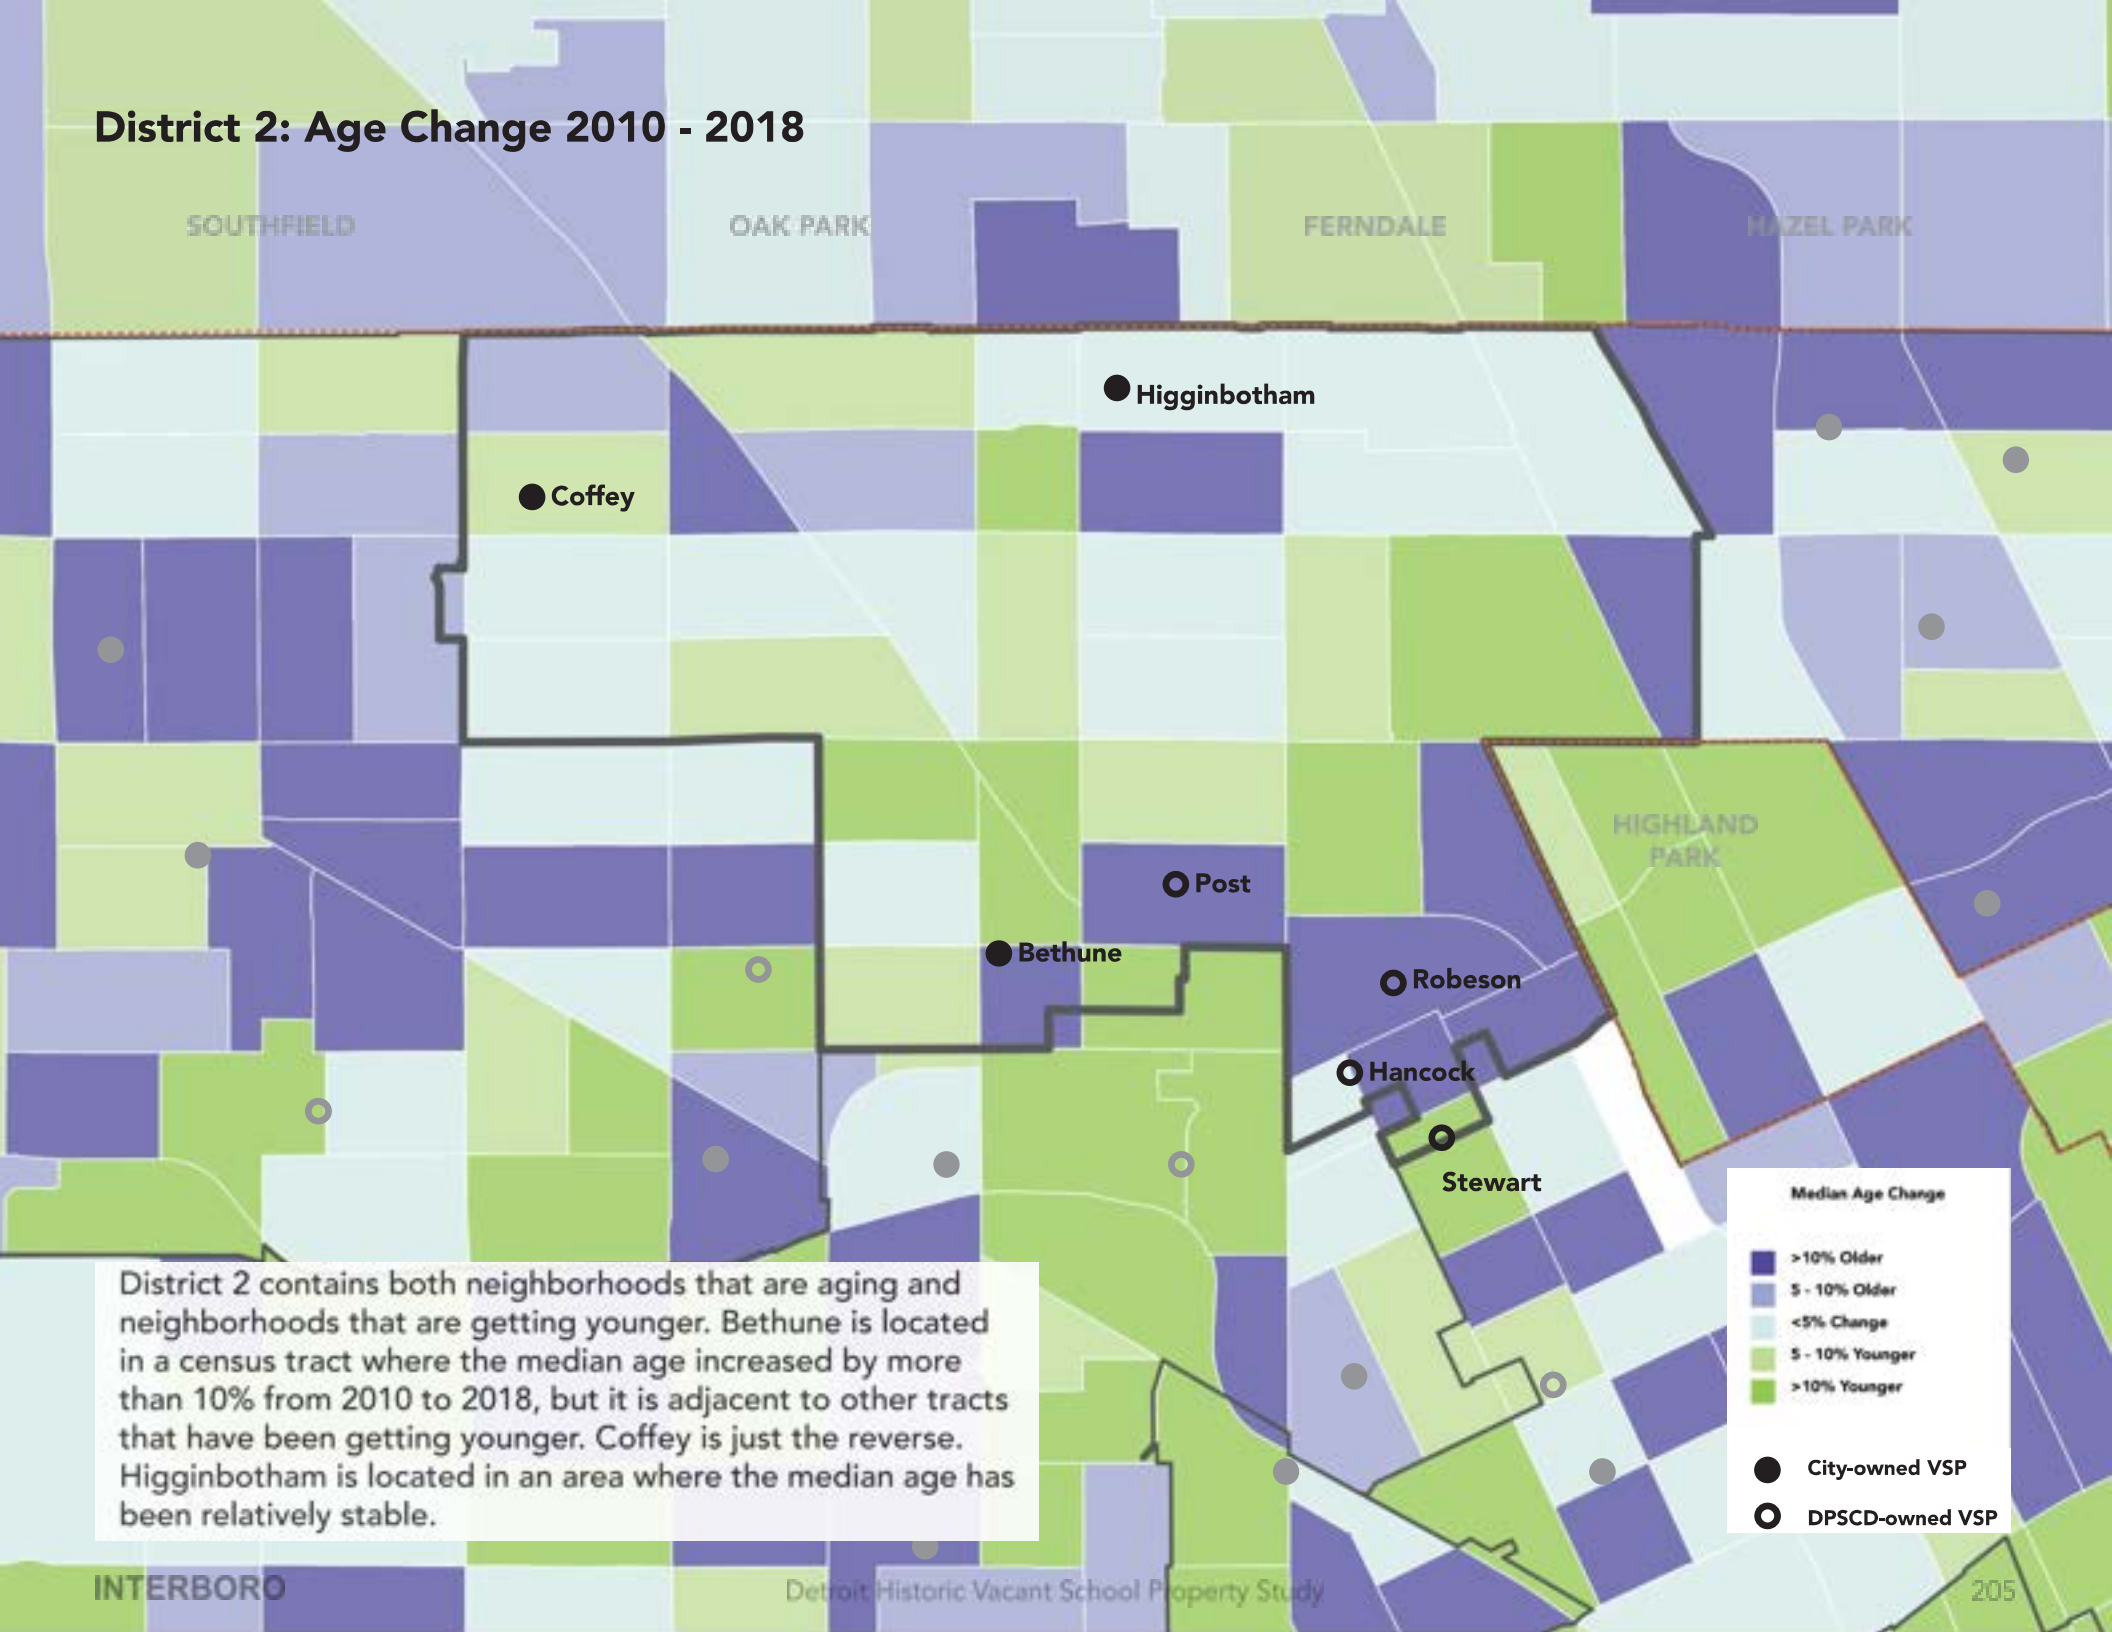 District 2: Age Change 2010 - 2018
SOUTHFIELD
OAK PARK
FERNDALE
HAZEL PARK
Higginbotham
Coffey
HIGHLAND
PARK
Post
Bethune
Robeson
Hancock
Stewart
Median Age Change
>10% Older
5 - 10% Older
<5% Change
5 - 10% Younger
>10% Younger
City-owned VSP
DPSCD-owned VSP
District 2 contains both neighborhoods that are aging and
neighborhoods that are getting younger. Bethune is located
in a census tract where the median age increased by more
than 10% from 2010 to 2018, but it is adjacent to other tracts
that have been getting younger. Coffey is just the reverse.
Higginbotham is located in an area where the median age has
been relatively stable.
INTERBORO
Detroit Historic Vacant School Property Study
205